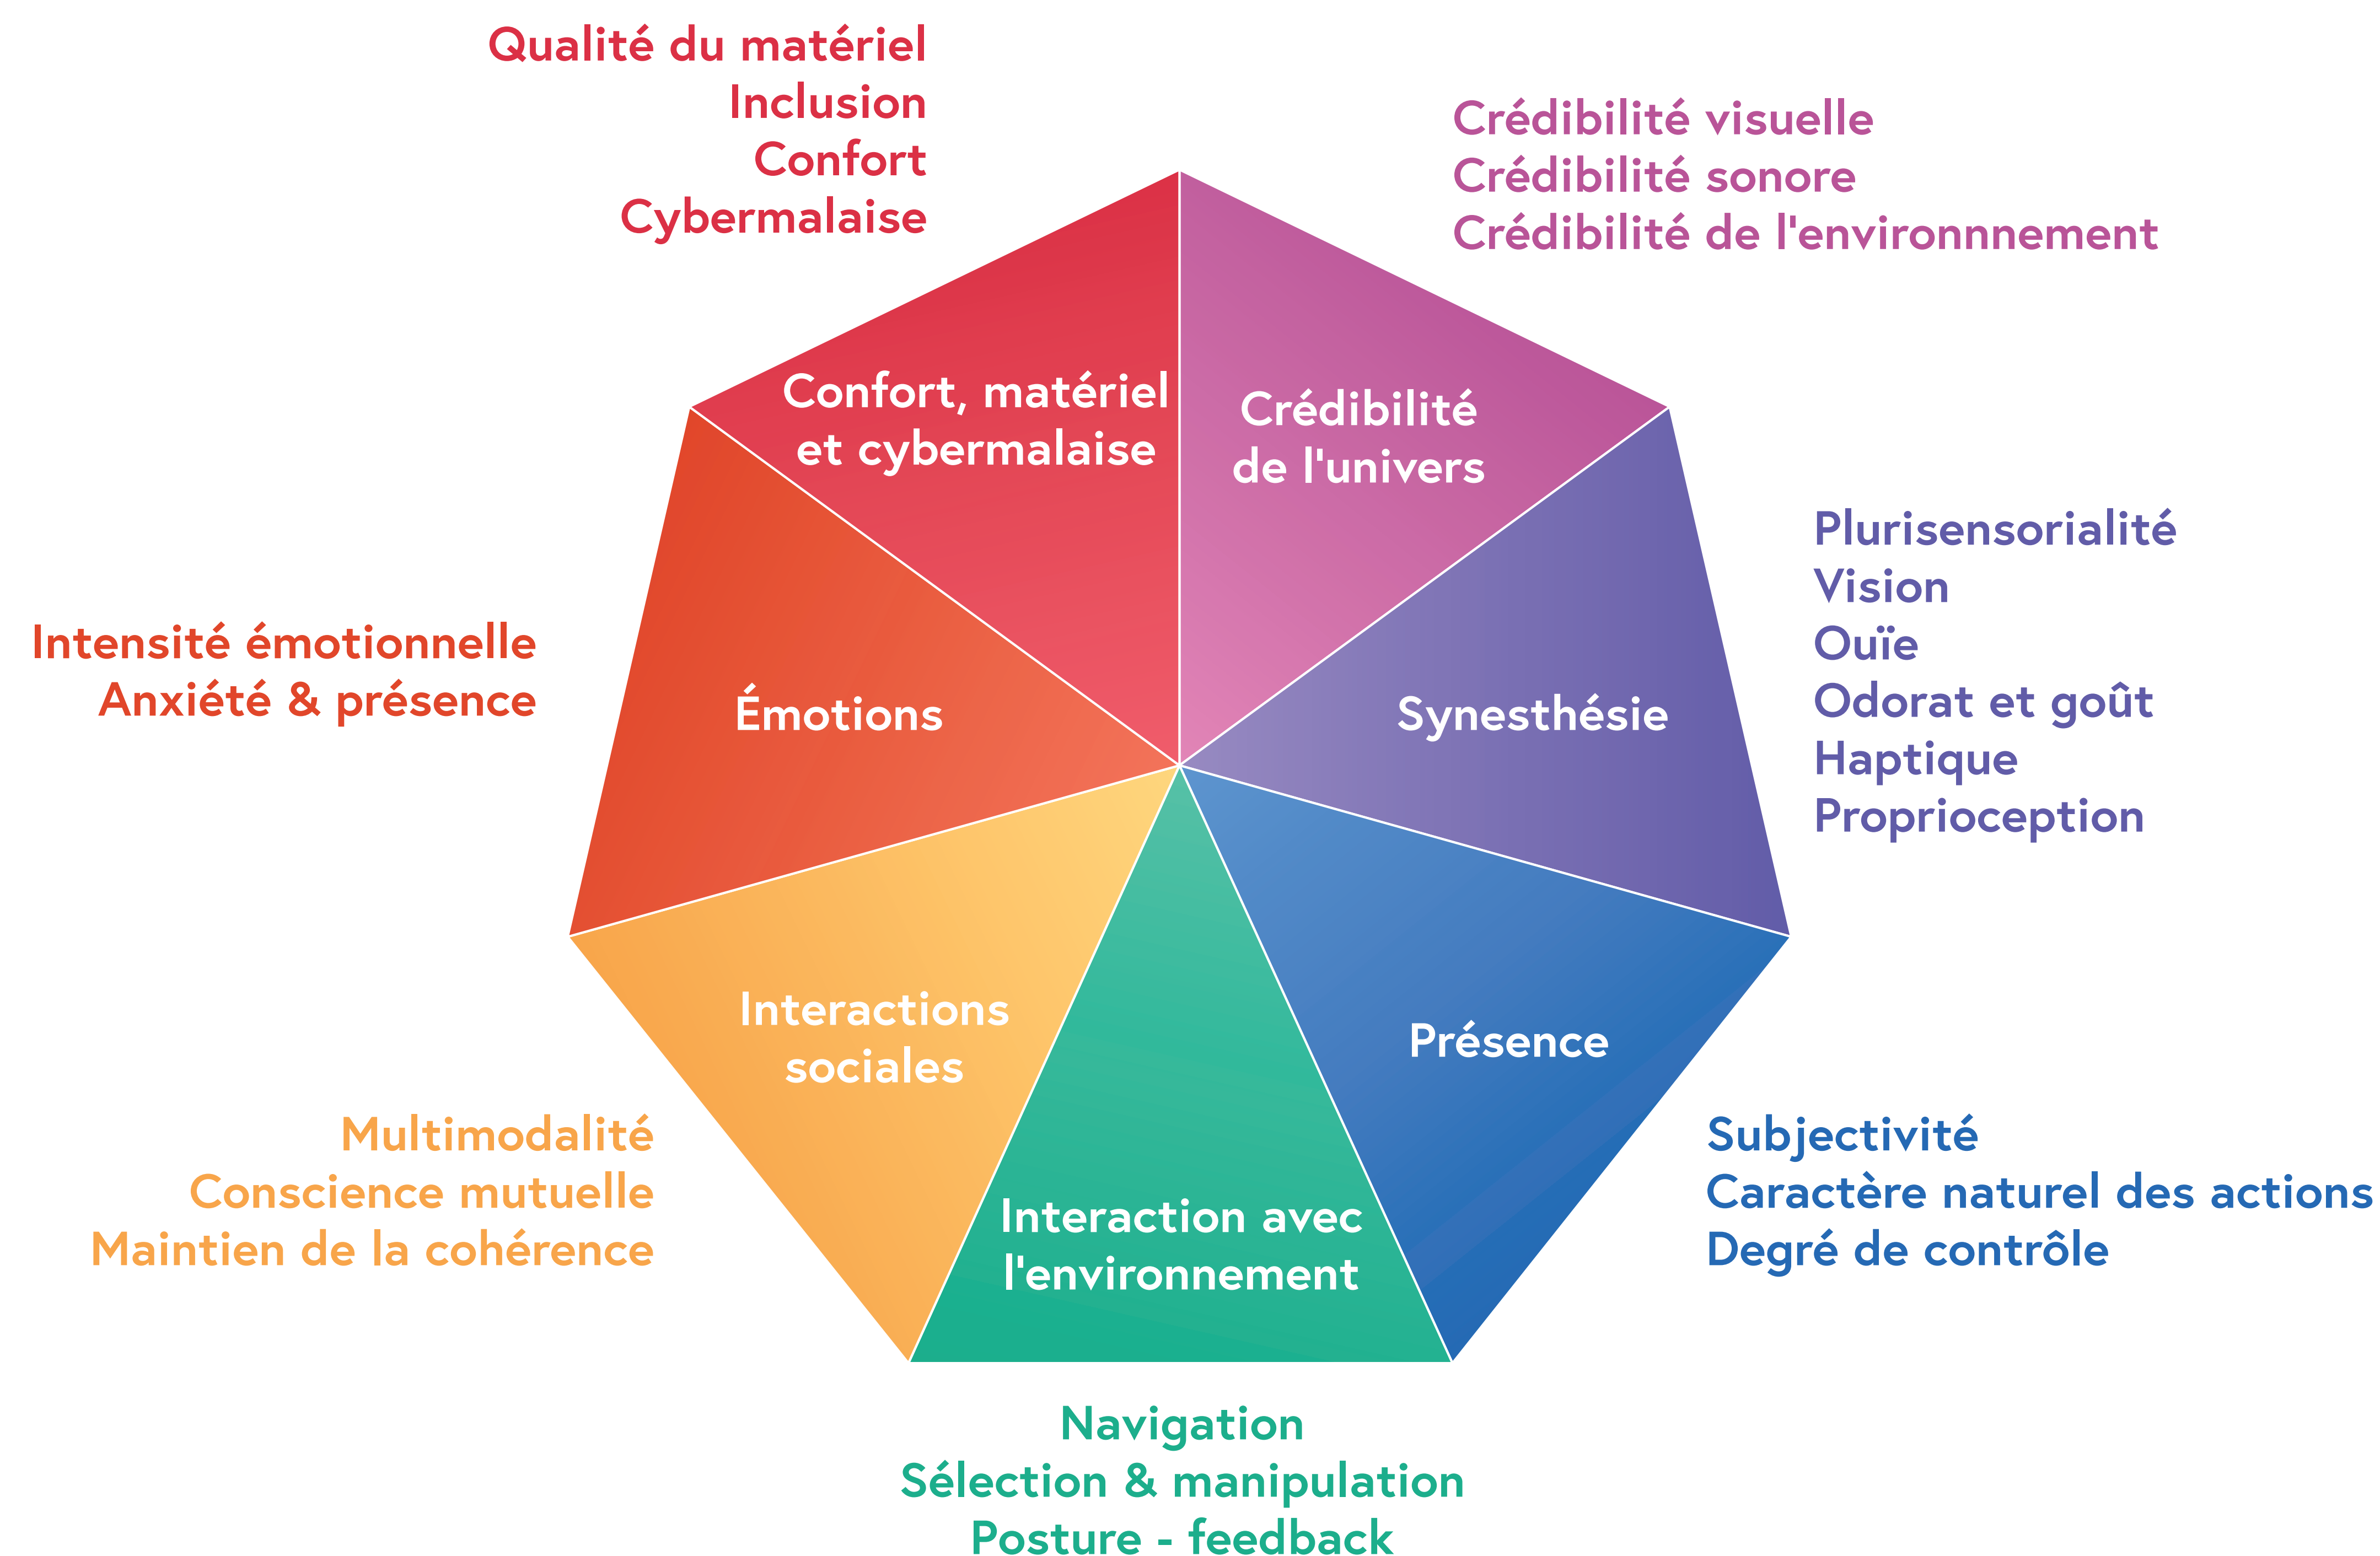 Qualité du matériel
Inclusion
Confort
Cybermalaise
Crédibilité visuelle
Crédibilité sonore
Crédibilité de l'environnnement
Confort, matériel
et cybermalaise
Crédibilité
de l'univers
Plurisensorialité
Vision
Ouïe
Odorat et goût
Haptique
Proprioception
Intensité émotionnelle
Anxiété & présence
Émotions
Synesthésie
Interactions
sociales
Présence
Multimodalité
Conscience mutuelle
Maintien de la cohérence
Subjectivité
Caractère naturel des actions
Degré de contrôle
Interaction avec
l'environnement
Navigation
Sélection & manipulation
Posture - feedback